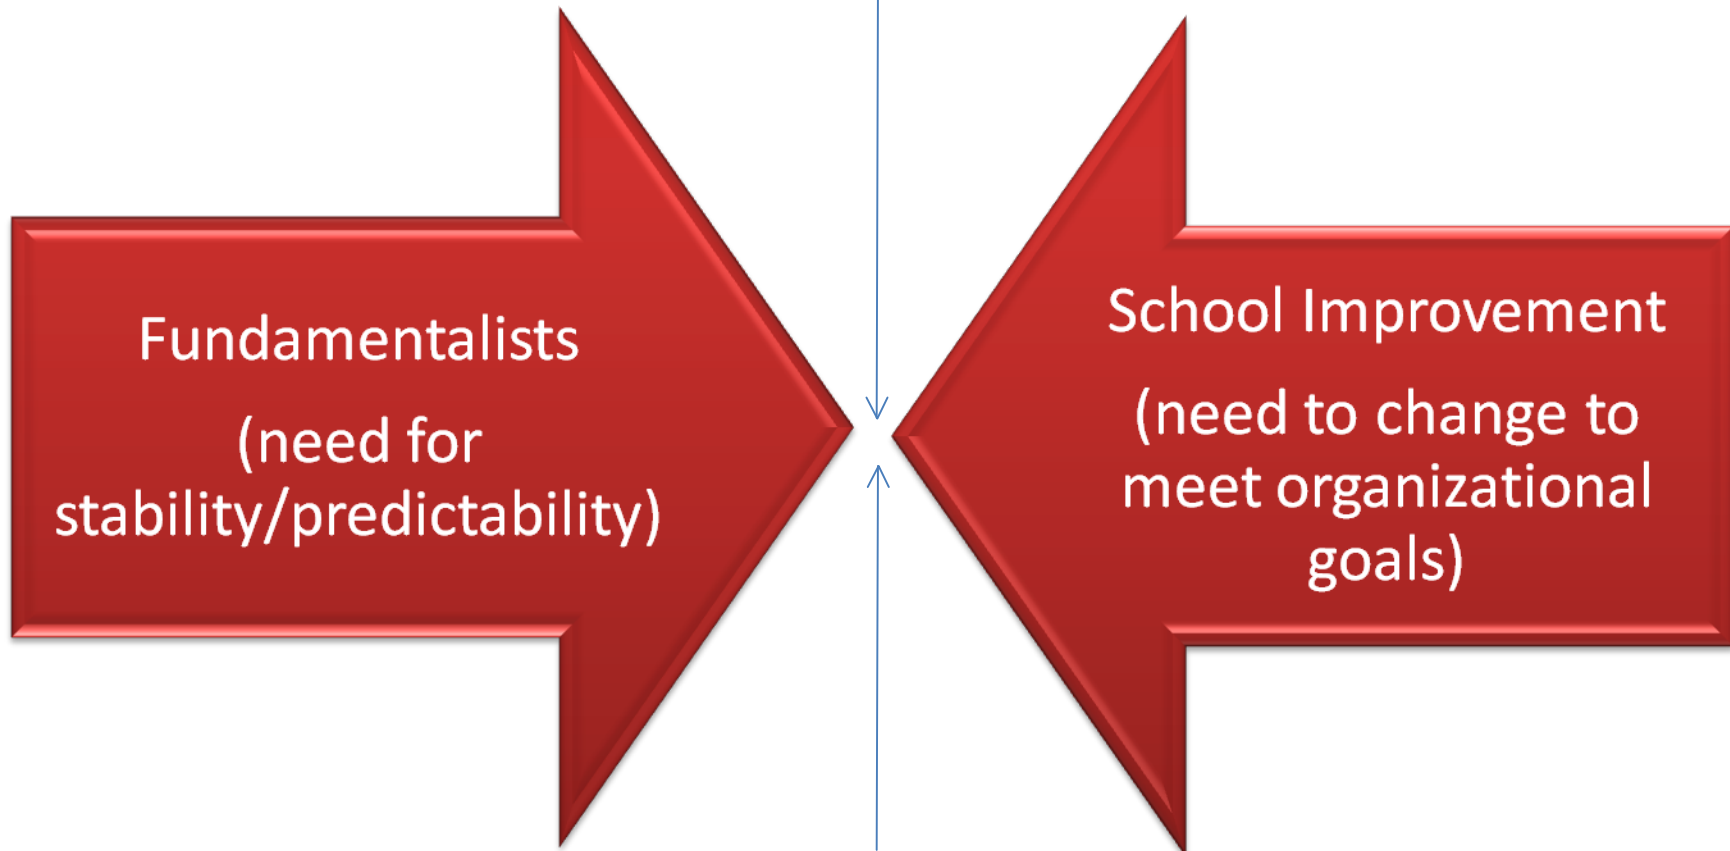 Fundamentalists
(need for
stability/predictability)
School Improvement
(need to change to
meet organizational
goals)